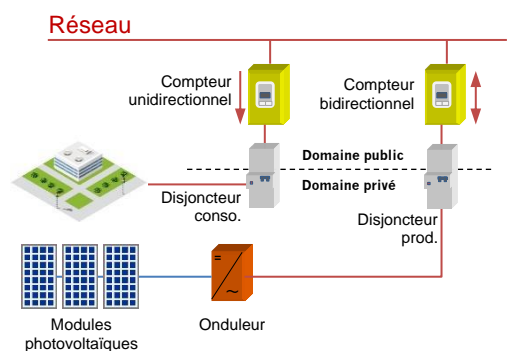 Réseau
Compteur
unidirectionnel
Compteur
bidirectionnel
Domaine public
Domaine privé
Disjoncteur
conso.
Disjoncteur
prod.
=
~
Modules
photovoltaïques
Onduleur